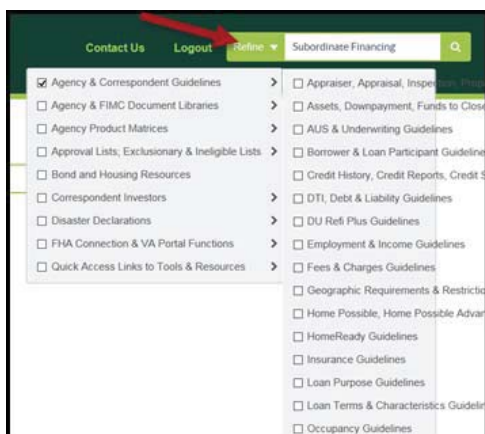 Contact Us Logout Refine Subordinate Financing
Agency & Correspondent Guidelines
Agency & FIMC Document Libraries
Agency Product Matrices
Approval Lists, Exclusionary & Ineligible Lists
Bond and Housing Resources
Correspondent Investors
Disaster Declarations
FHA Connection & VA Portal Functions
Quick Access Links to Tools & Resources
Appraiser, Appraisal, Inspection,
Assets, Downpayment, Funds to Close
AUS & Underwriting Guidelines
Borrower & Loan Participant Guideline
Credit History, Credit Reports, Credit S
DTI, Debt & Liability Guidelines
DU Refi Plus Guidelines
Employment & Income Guidelines
Fees & Charges Guidelines
Geographic Requirements & Restrictio
Home Possible, Home Possible Advan
HomeReady Guidelines
Insurance Guidelines
Loan Purpose Guidelines
Loan Terms & Characteristics Guidelin
Occupancy Guidelines